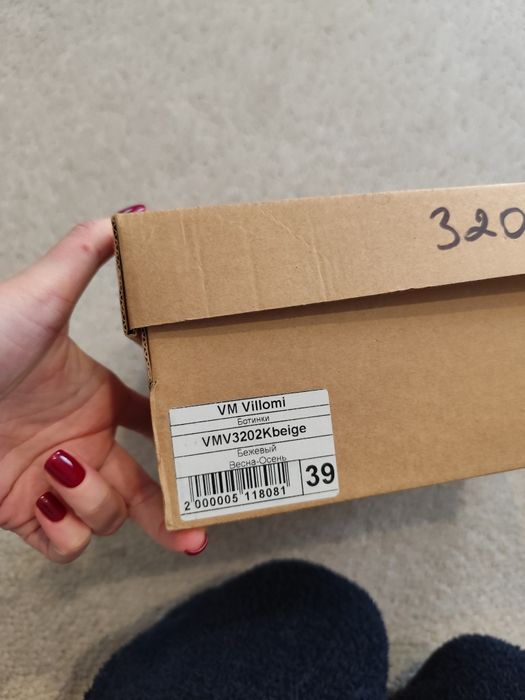 320
VM Villomi
Ботинки
VMV3202Kbeige
Бежевый
Весна-Осень
39
2 000005 118081